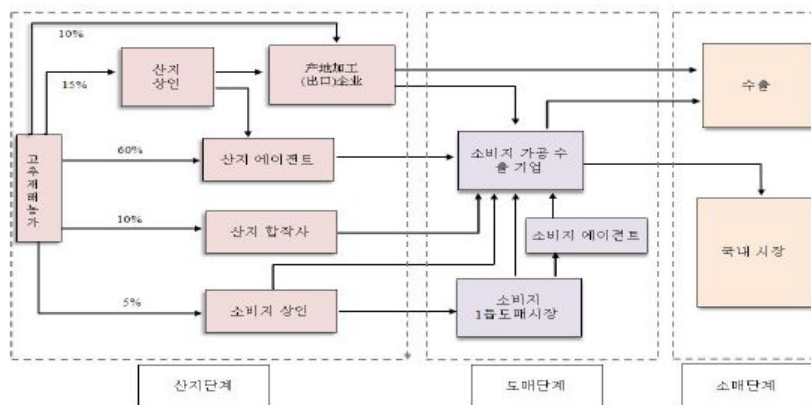 10%
15%
산지
상인
产地加工
(出口)企业
수출
고추재배농가
60%
산지 에이전트
소비지 가공 수
출 기업
10%
산지 합작사
소비지 에이전트
국내 시장
5%
소비지 상인
소비지
1급도매시장
산지단계
도매단계
소매단계